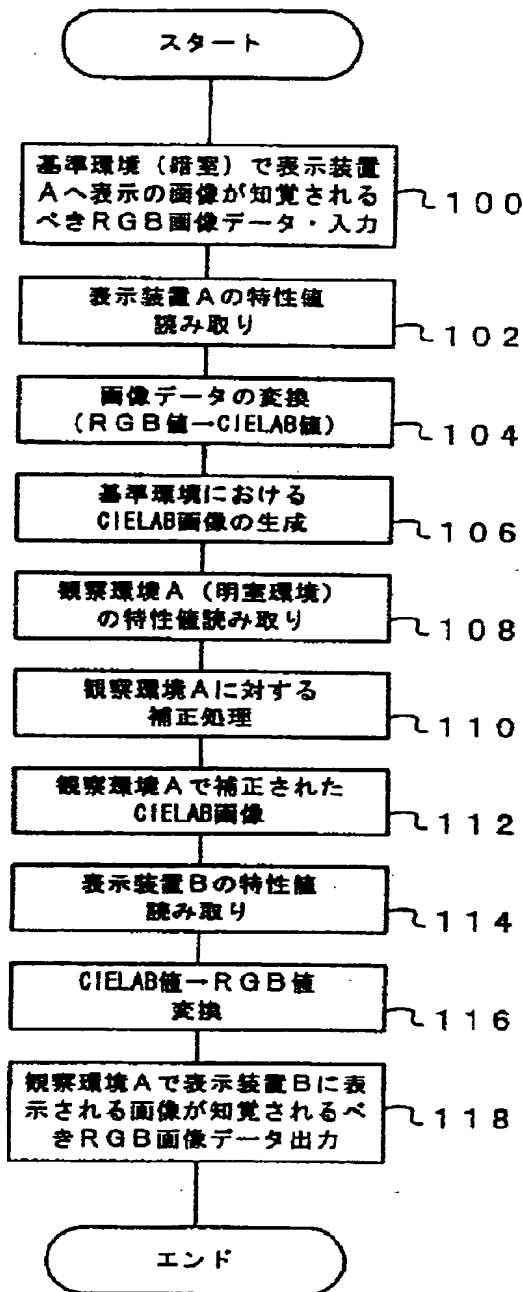 スタート
基準環境（暗室）で表示装置
Aへ表示の画像が知覚される
べきRGB画像データ・入力
100
表示装置Aの特性値
読み取り
102
画像データの変換
(RGB値→CIELAB値)
104
基準環境における
CIELAB画像の生成
106
観察環境A（明室環境）
の特性値読み取り
108
観察環境Aに対する
補正処理
110
観察環境Aで補正された
CIELAB画像
112
表示装置Bの特性値
読み取り
114
CIELAB値→RGB値
変換
116
観察環境Aで表示装置Bに表
示される画像が知覚されるべ
きRGB画像データ出力
118
エンド